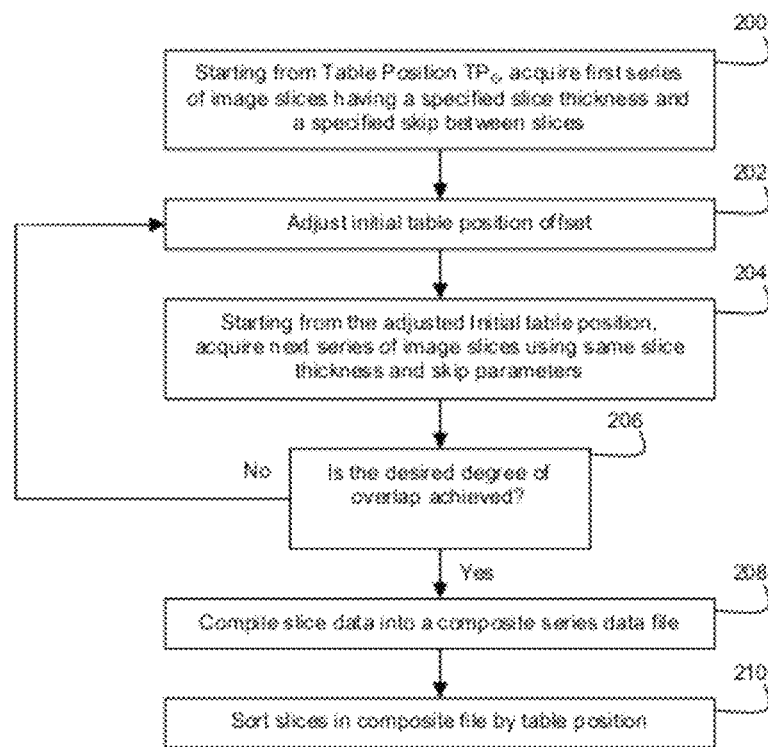 200
Starting from Table Position TP₀, acquire first series
of image slices having a specified slice thickness and
a specified skip between slices
202
Adjust initial table position offset
204
Starting from the adjusted Initial table position,
acquire next series of image slices using same slice
thickness and skip parameters
206
No
Is the desired degree of
overlap achieved?
Yes
208
Compile slice data into a composite series data file
210
Sort slices in composite file by table position